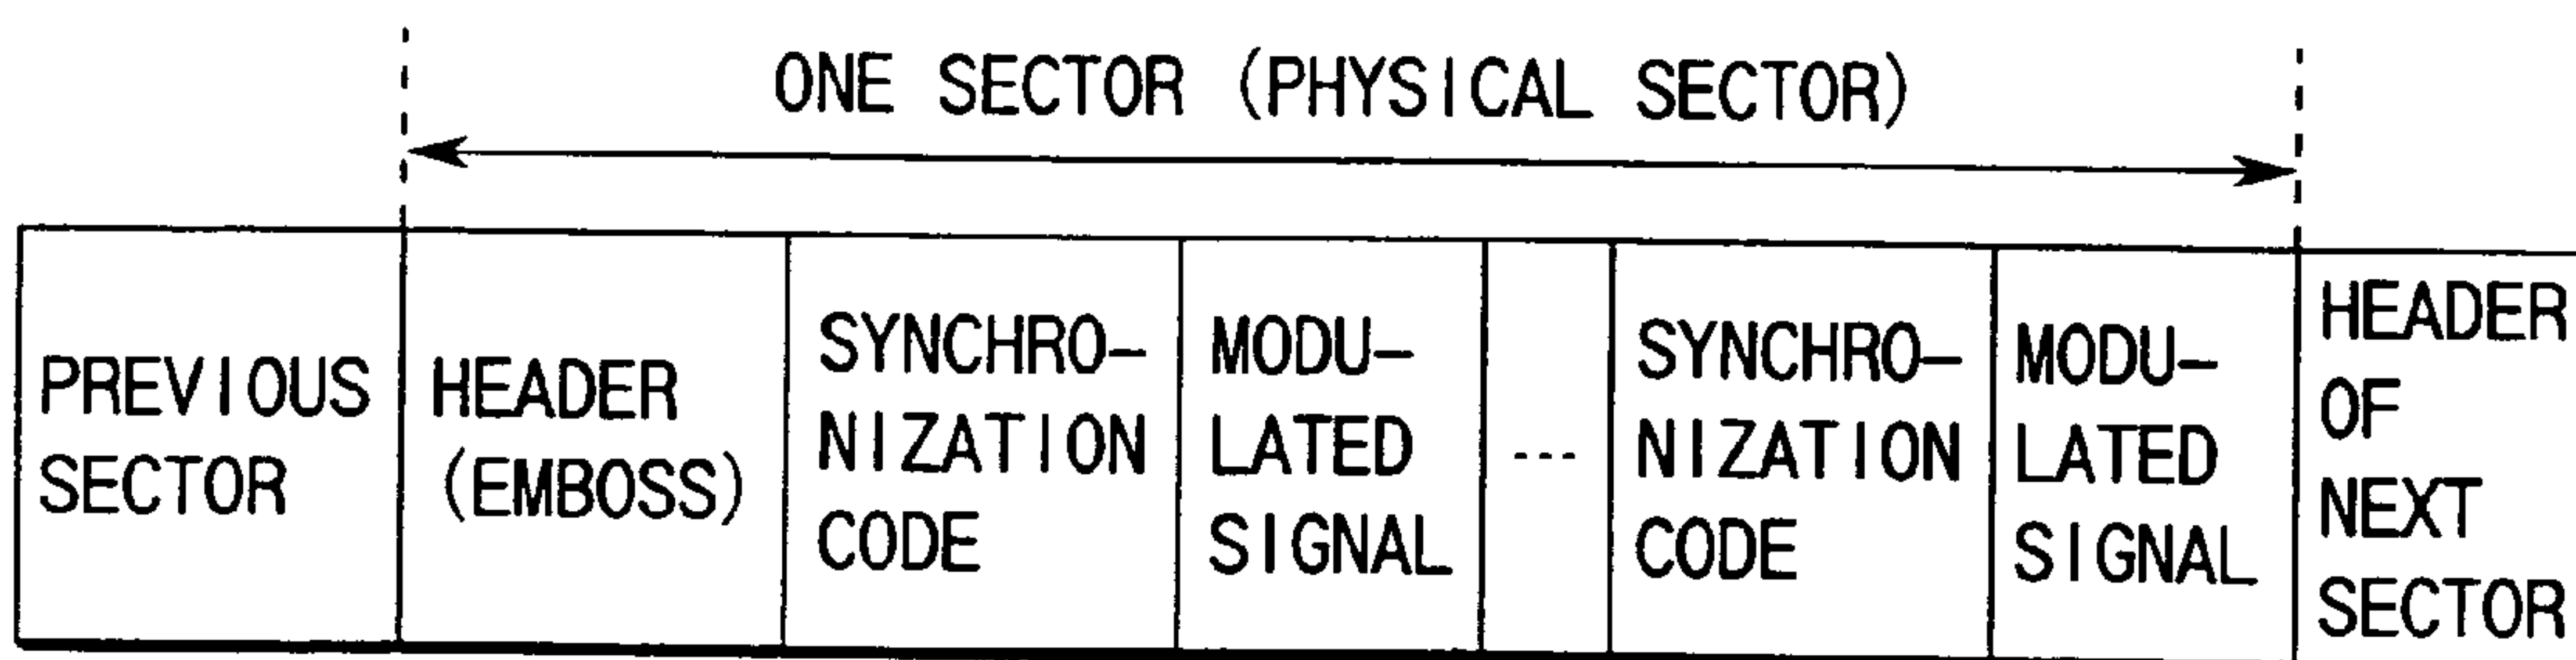 ONE SECTOR (PHYSICAL SECTOR)
PREVIOUS
SECTOR
HEADER
(EMBOSS)
SYNCHRO-
NIZATION
CODE
MODU-
LATED
SIGNAL
---
SYNCHRO-
NIZATION
CODE
MODU-
LATED
SIGNAL
HEADER
OF
NEXT
SECTOR